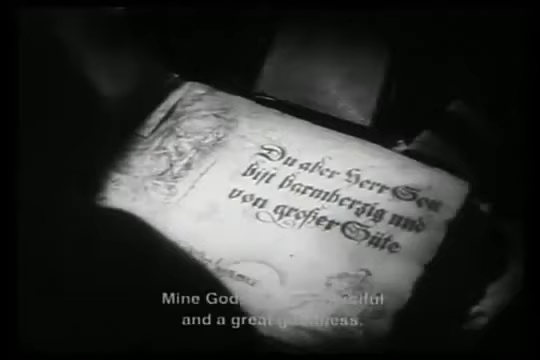 Du aber Herr Gott
bist barmherzig und
von großer Güte
Mine God
and a great